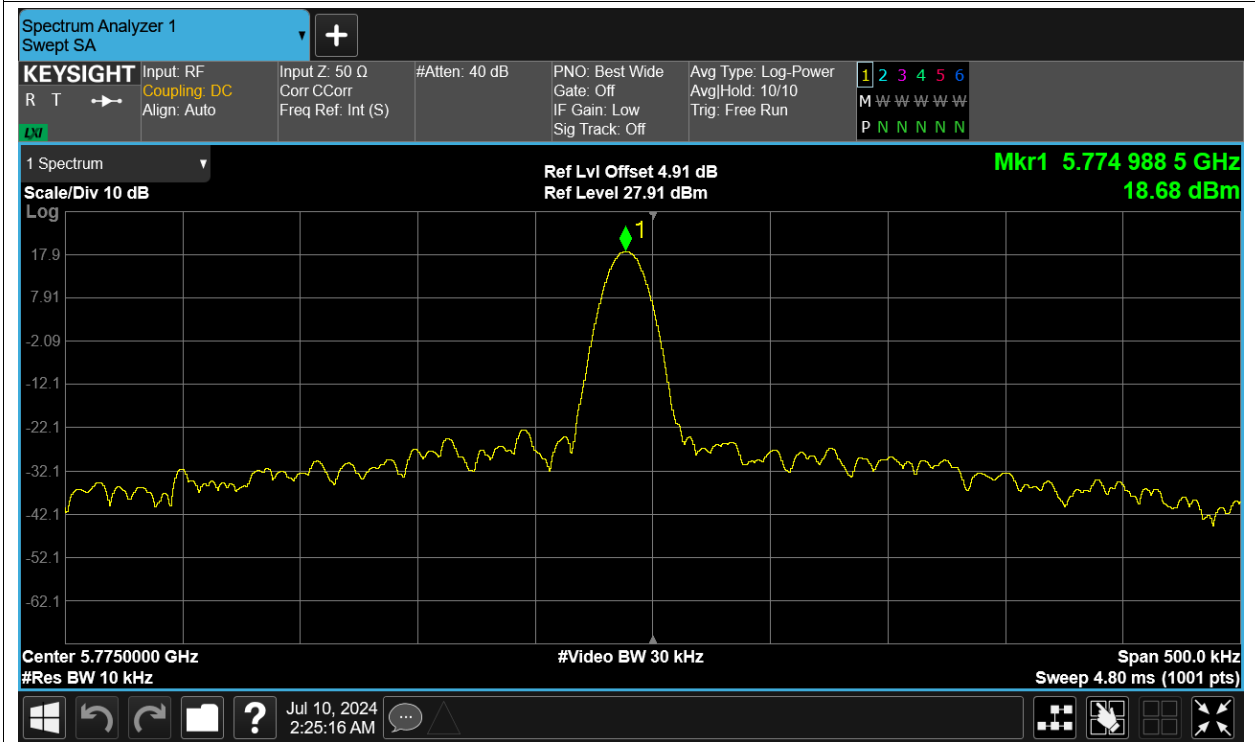 Spectrum Analyzer 1
Swept SA
KEYSIGHT
R T
LXI
Input: RF
Coupling: DC
Align: Auto
Input Z: 50 Ω
Corr CCorr
Freq Ref: Int (S)
#Atten: 40 dB
PNO: Best Wide
Gate: Off
IF Gain: Low
Sig Track: Off
Avg Type: Log-Power
Avg|Hold: 10/10
Trig: Free Run
1 2 3 4 5 6
M W W W W W
P N N N N N
1 Spectrum
Scale/Div 10 dB
Log
Ref Lvl Offset 4.91 dB
Ref Level 27.91 dBm
Mkr1 5.774 988 5 GHz
18.68 dBm
1
17.9
7.91
-2.09
-12.1
-22.1
-32.1
-42.1
-52.1
-62.1
Center 5.7750000 GHz
#Res BW 10 kHz
#Video BW 30 kHz
Span 500.0 kHz
Sweep 4.80 ms (1001 pts)
?
Jul 10, 2024
2:25:16 AM